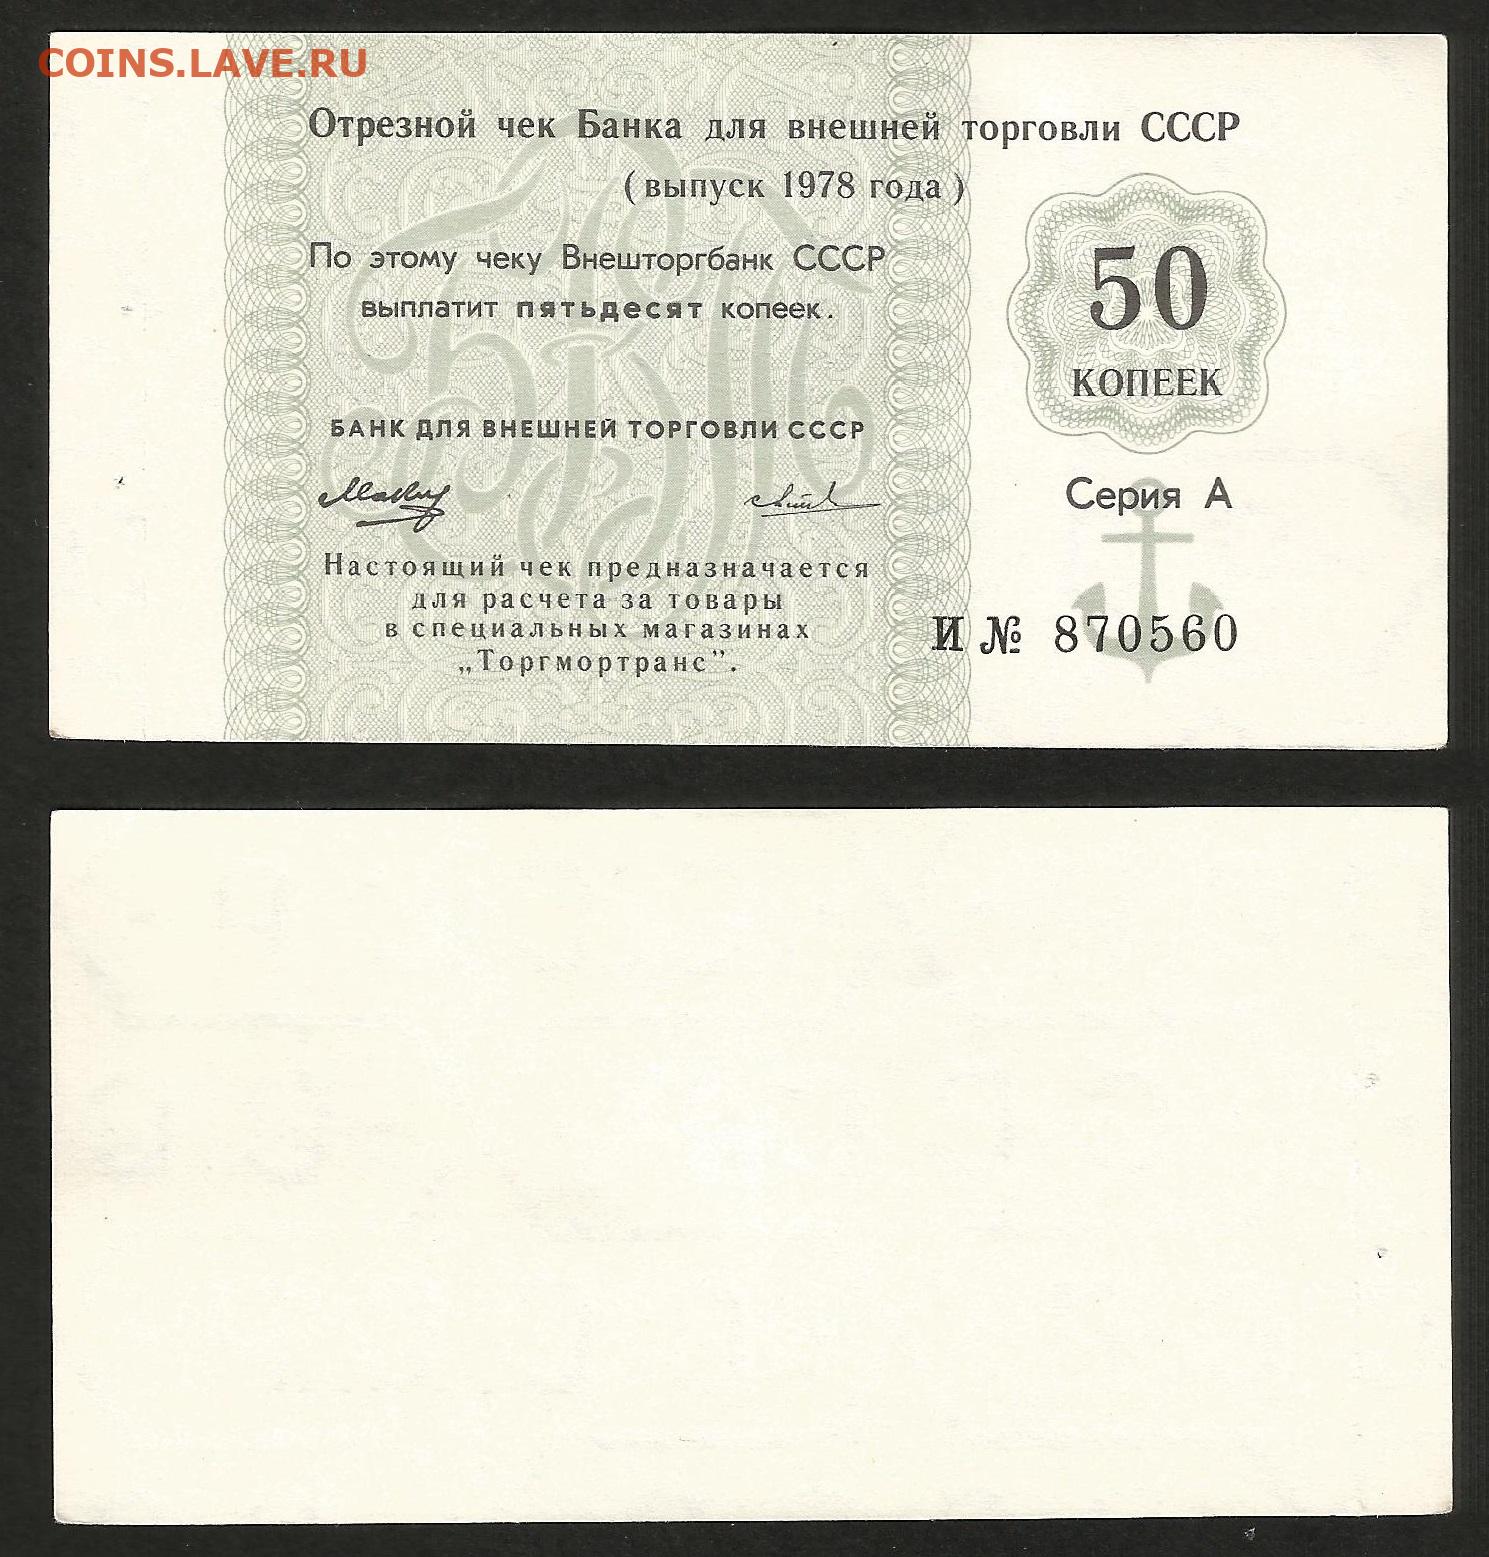 COINS.LAVE.RU
Отрезной чек Банка для внешней торговли СССР
(выпуск 1978 года)
По этому чеку Внешторгбанк СССР
выплатит пятьдесят копеек.
50
КОПЕЕК
БАНК ДЛЯ ВНЕШНЕЙ ТОРГОВЛИ СССР
Серия А
Настоящий чек предназначается
для расчета за товары
в специальных магазинах
„Торгмортранс”.
И № 870560